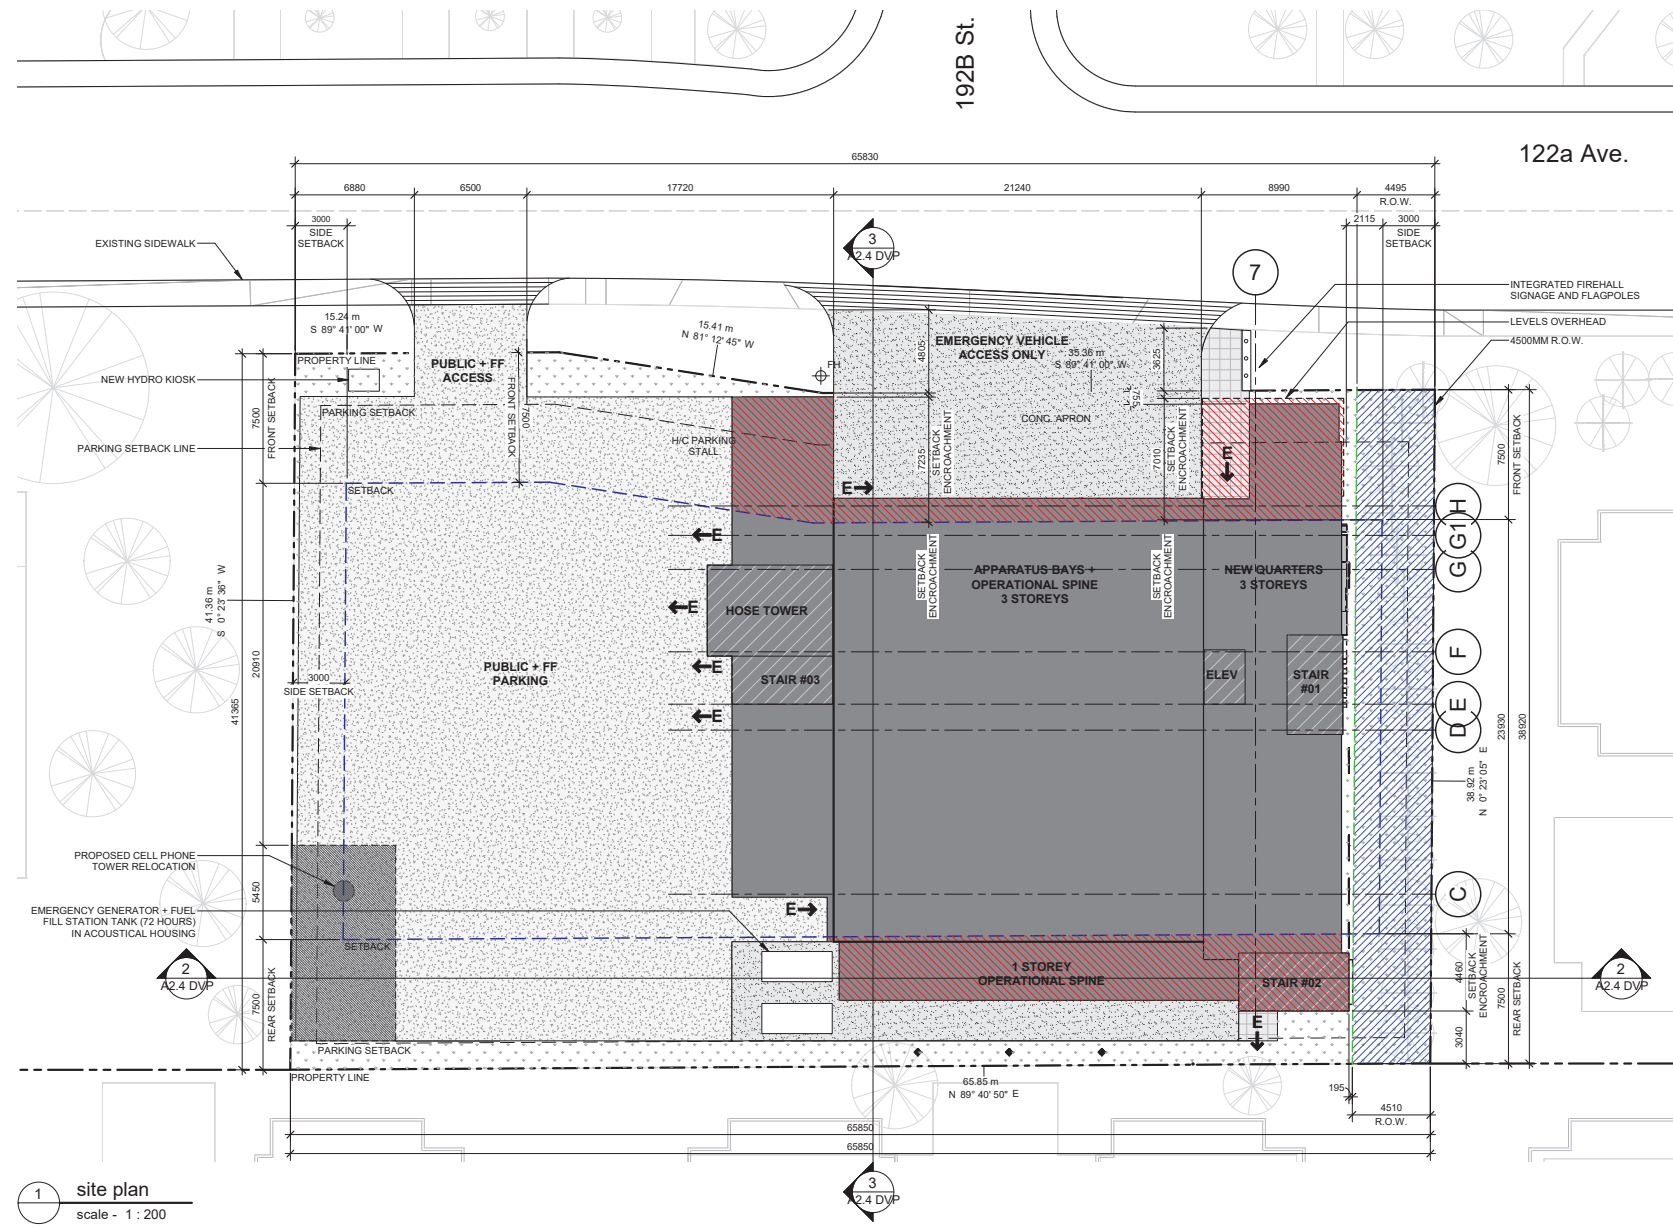 192B St.
122a Ave.
65830
6880
6500
17720
21240
8990
4495
R.O.W.
3000
SIDE
SETBACK
2115
3000
SIDE
SETBACK
EXISTING SIDEWALK
3
A2.4 DVP
7
INTEGRATED FIREHALL
SIGNAGE AND FLAGPOLES
LEVELS OVERHEAD
4500MM R.O.W.
15.24 m
S 89° 41' 00" W
15.41 m
N 81° 12' 45" W
4805
EMERGENCY VEHICLE
ACCESS ONLY
35.36 m
S 89° 41' 00" W
3625
PROPERTY LINE
PUBLIC + FF
ACCESS
FH
NEW HYDRO KIOSK
755
PARKING SETBACK
FRONT SETBACK
7500
7500
FRONT SETBACK
CONC. APRON
H/C PARKING
STALL
PARKING SETBACK LINE
7235
SETBACK
ENCROACHMENT
7010
SETBACK
ENCROACHMENT
E
7500
FRONT SETBACK
SETBACK
E
H
G1
G
E
SETBACK
ENCROACHMENT
SETBACK
ENCROACHMENT
APPARATUS BAYS +
OPERATIONAL SPINE
3 STOREYS
NEW QUARTERS
3 STOREYS
41.36 m
S 0° 23' 36" W
HOSE TOWER
E
F
PUBLIC + FF
PARKING
E
STAIR #03
ELEV
STAIR
#01
20910
41365
3000
SIDE SETBACK
E
E
D
23930
38920
38.92 m
N 0° 23' 05" E
PROPOSED CELL PHONE
TOWER RELOCATION
5450
C
EMERGENCY GENERATOR + FUEL
FILL STATION TANK (72 HOURS)
IN ACOUSTICAL HOUSING
E
SETBACK
2
A2.4 DVP
1 STOREY
OPERATIONAL SPINE
STAIR #02
4460
SETBACK
ENCROACHMENT
2
A2.4 DVP
7500
REAR SETBACK
E
3040
7500
REAR SETBACK
PARKING SETBACK
PROPERTY LINE
65.85 m
N 89° 40' 50" E
195
4510
R.O.W.
65850
65850
3
A2.4 DVP
1
site plan
scale - 1 : 200